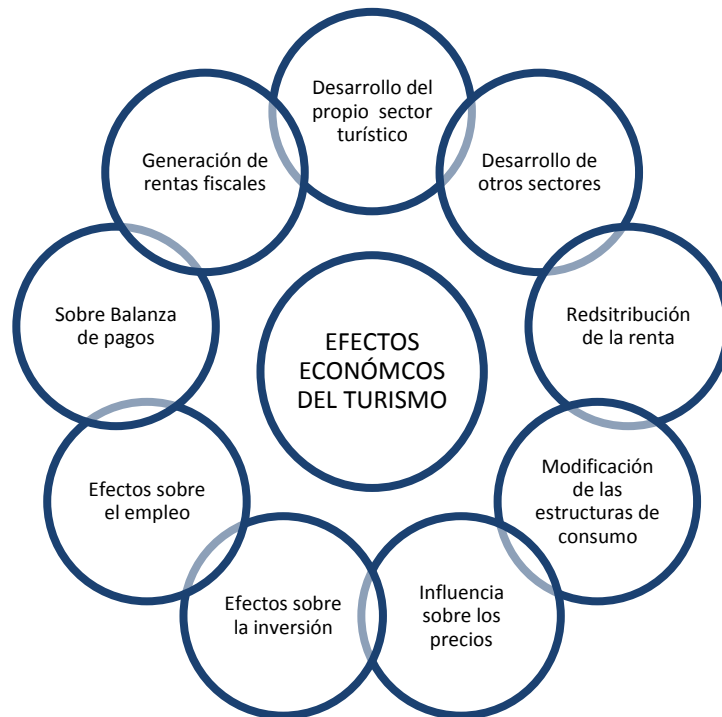 Desarrollo del
propio sector
turístico
Desarrollo de
otros sectores
Redsitribución
de la renta
Modificación
de las
estructuras de
consumo
Influencia
sobre los
precios
Efectos sobre
la inversión
Efectos sobre
el empleo
Sobre Balanza
de pagos
Generación de
rentas fiscales
EFECTOS
ECONÓMCOS
DEL TURISMO